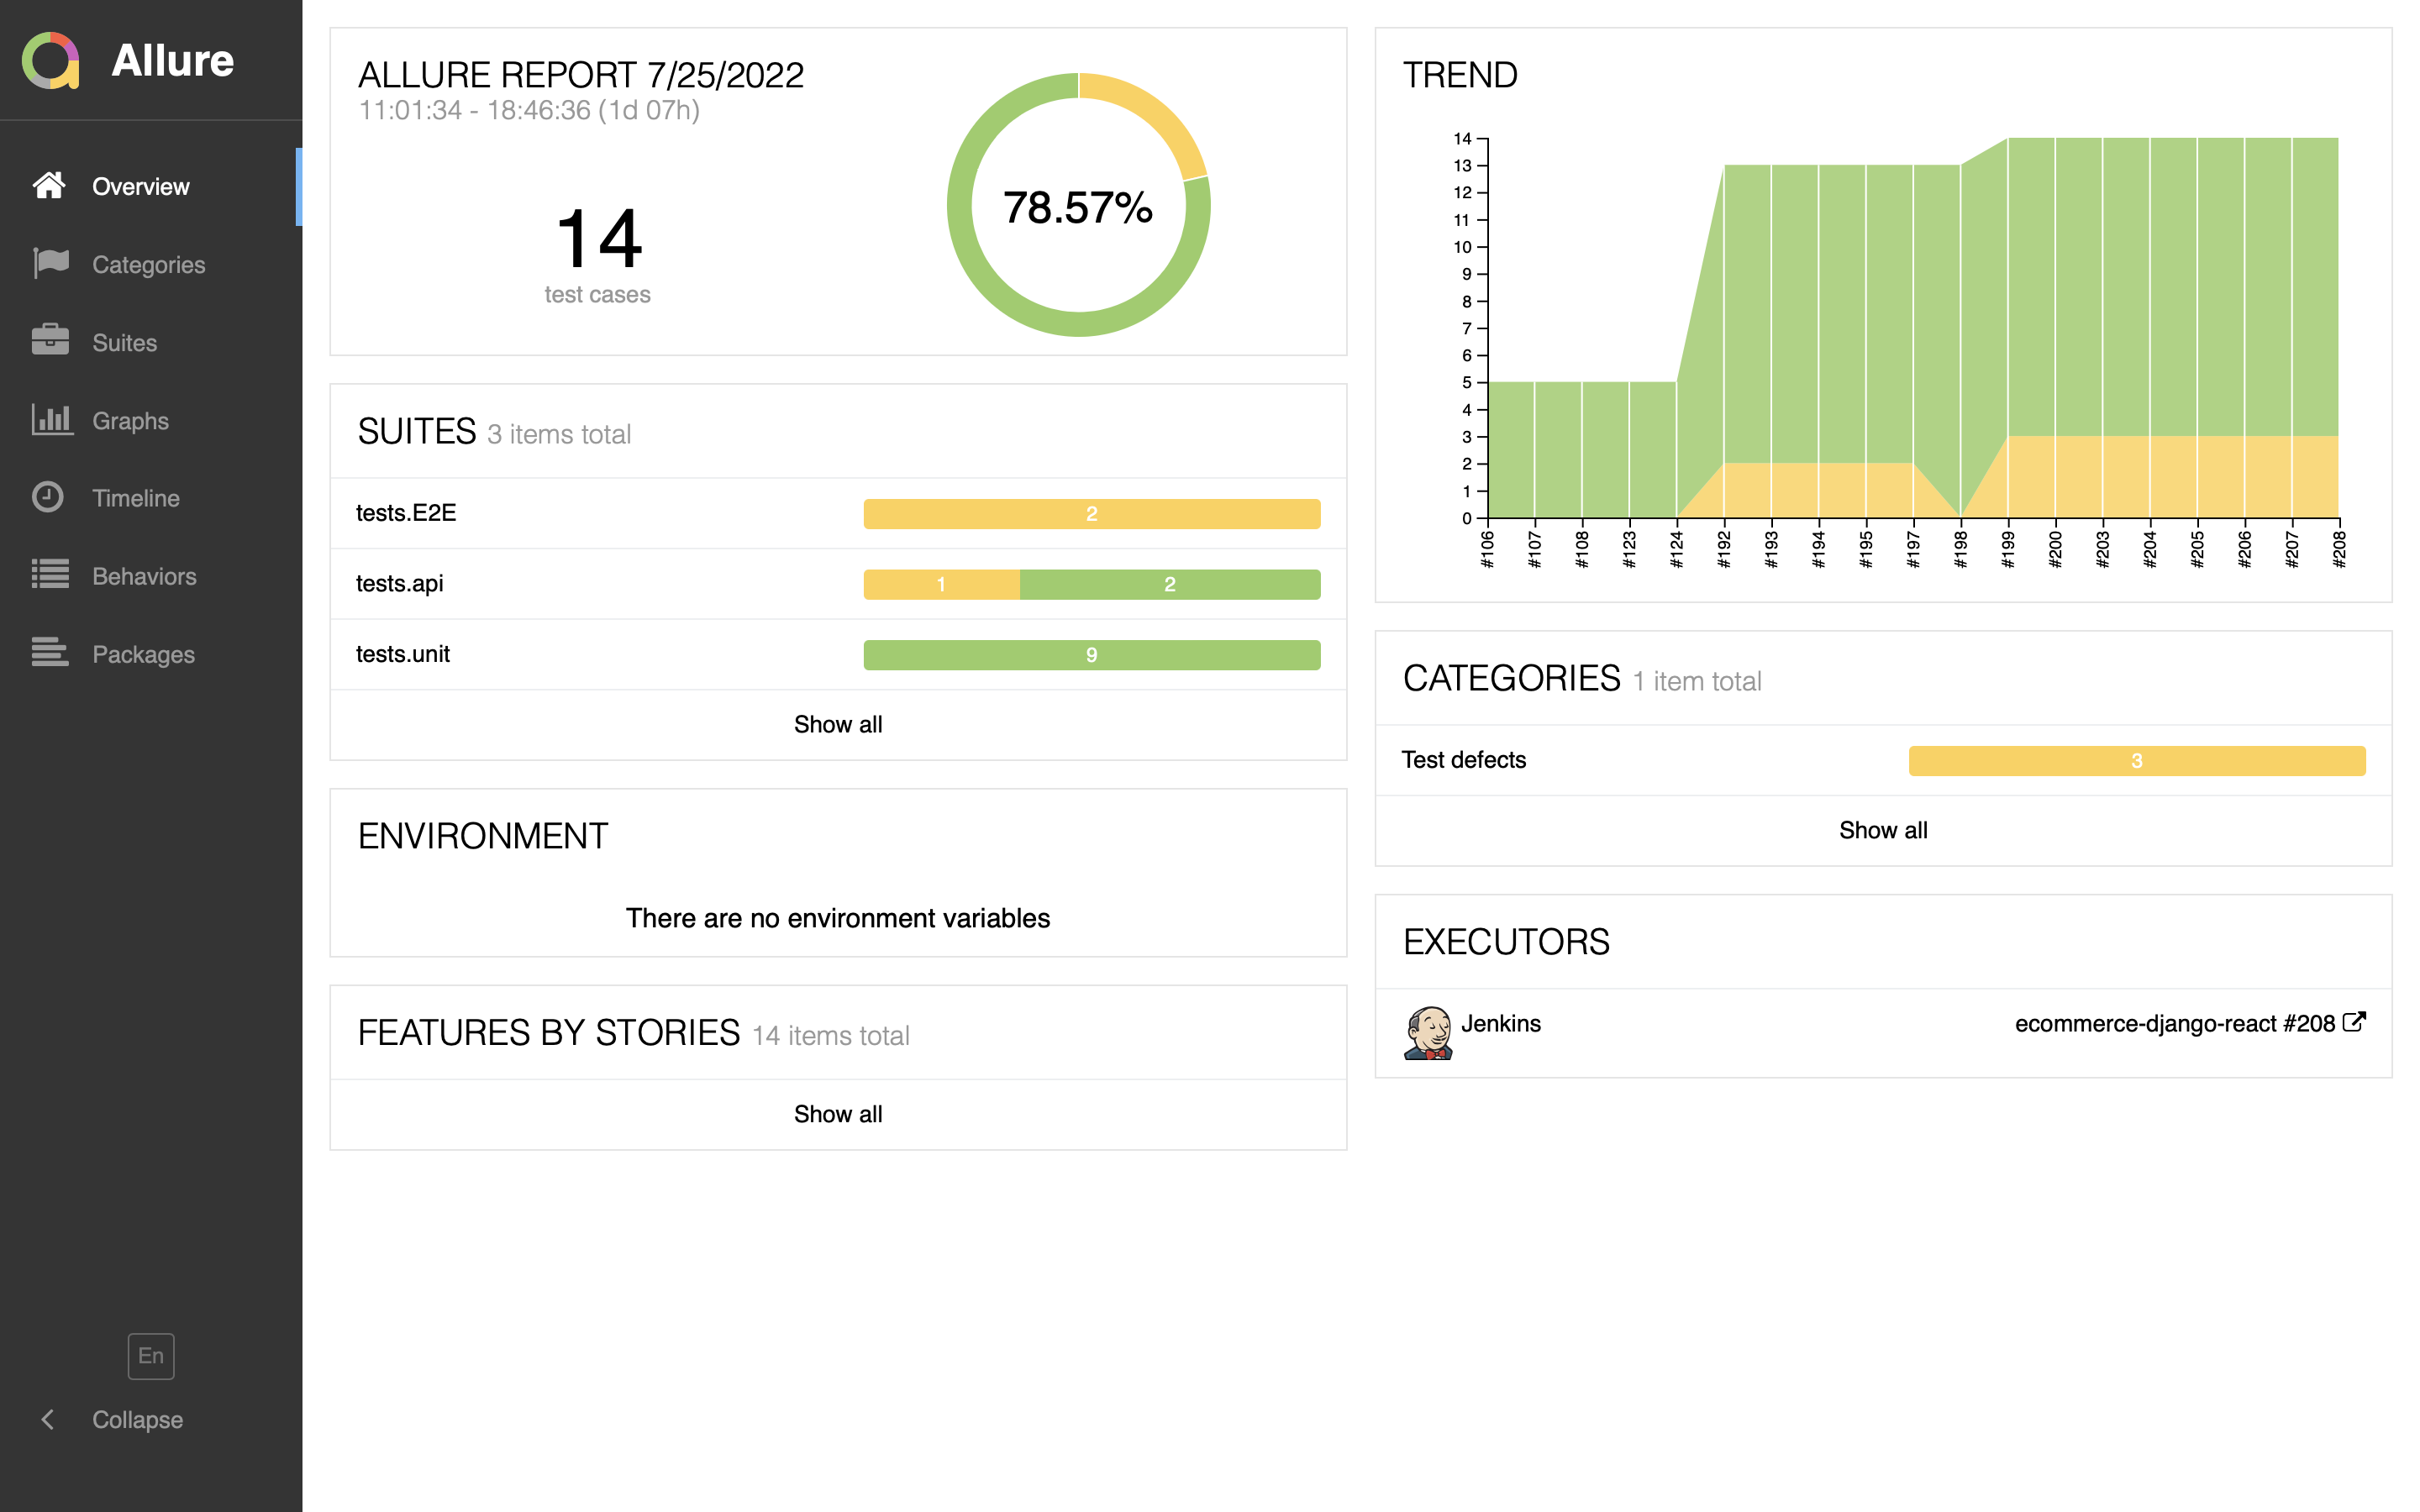 Allure
Overview
Categories
Suites
Graphs
Timeline
Behaviors
Packages
En
Collapse
ALLURE REPORT 7/25/2022
11:01:34 - 18:46:36 (1d 07h)
14
test cases
78.57%
SUITES 3 items total
tests.E2E 2
tests.api 1 2
tests.unit 9
Show all
ENVIRONMENT
There are no environment variables
FEATURES BY STORIES 14 items total
Show all
TREND
14
13
12
11
10
9
8
7
6
5
4
3
2
1
0
#106 #107 #108 #123 #124 #192 #193 #194 #195 #197 #198 #199 #200 #203 #204 #205 #206 #207 #208
CATEGORIES 1 item total
Test defects 3
Show all
EXECUTORS
Jenkins ecommerce-django-react #208